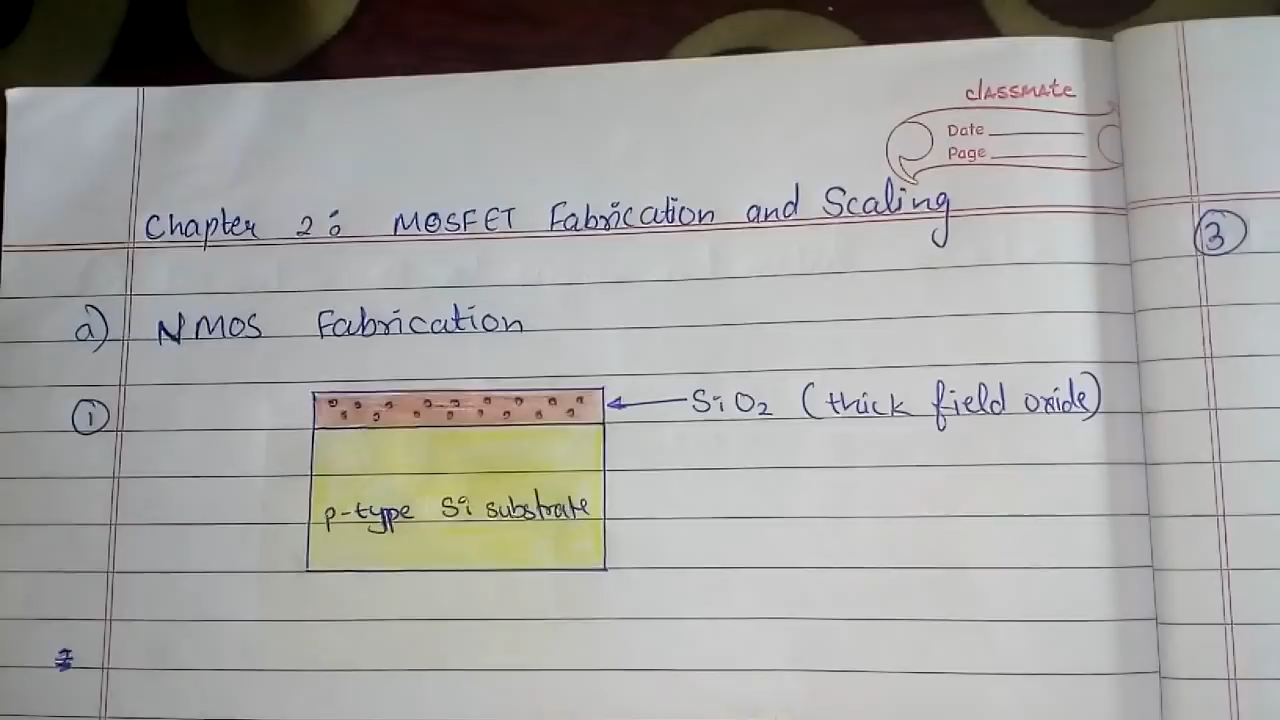 classmate
Date
Page
Chapter 2: MOSFET Fabrication and Scaling
3
a) NMOS Fabrication
1 SiO2 (thick field oxide)
p-type Si substrate